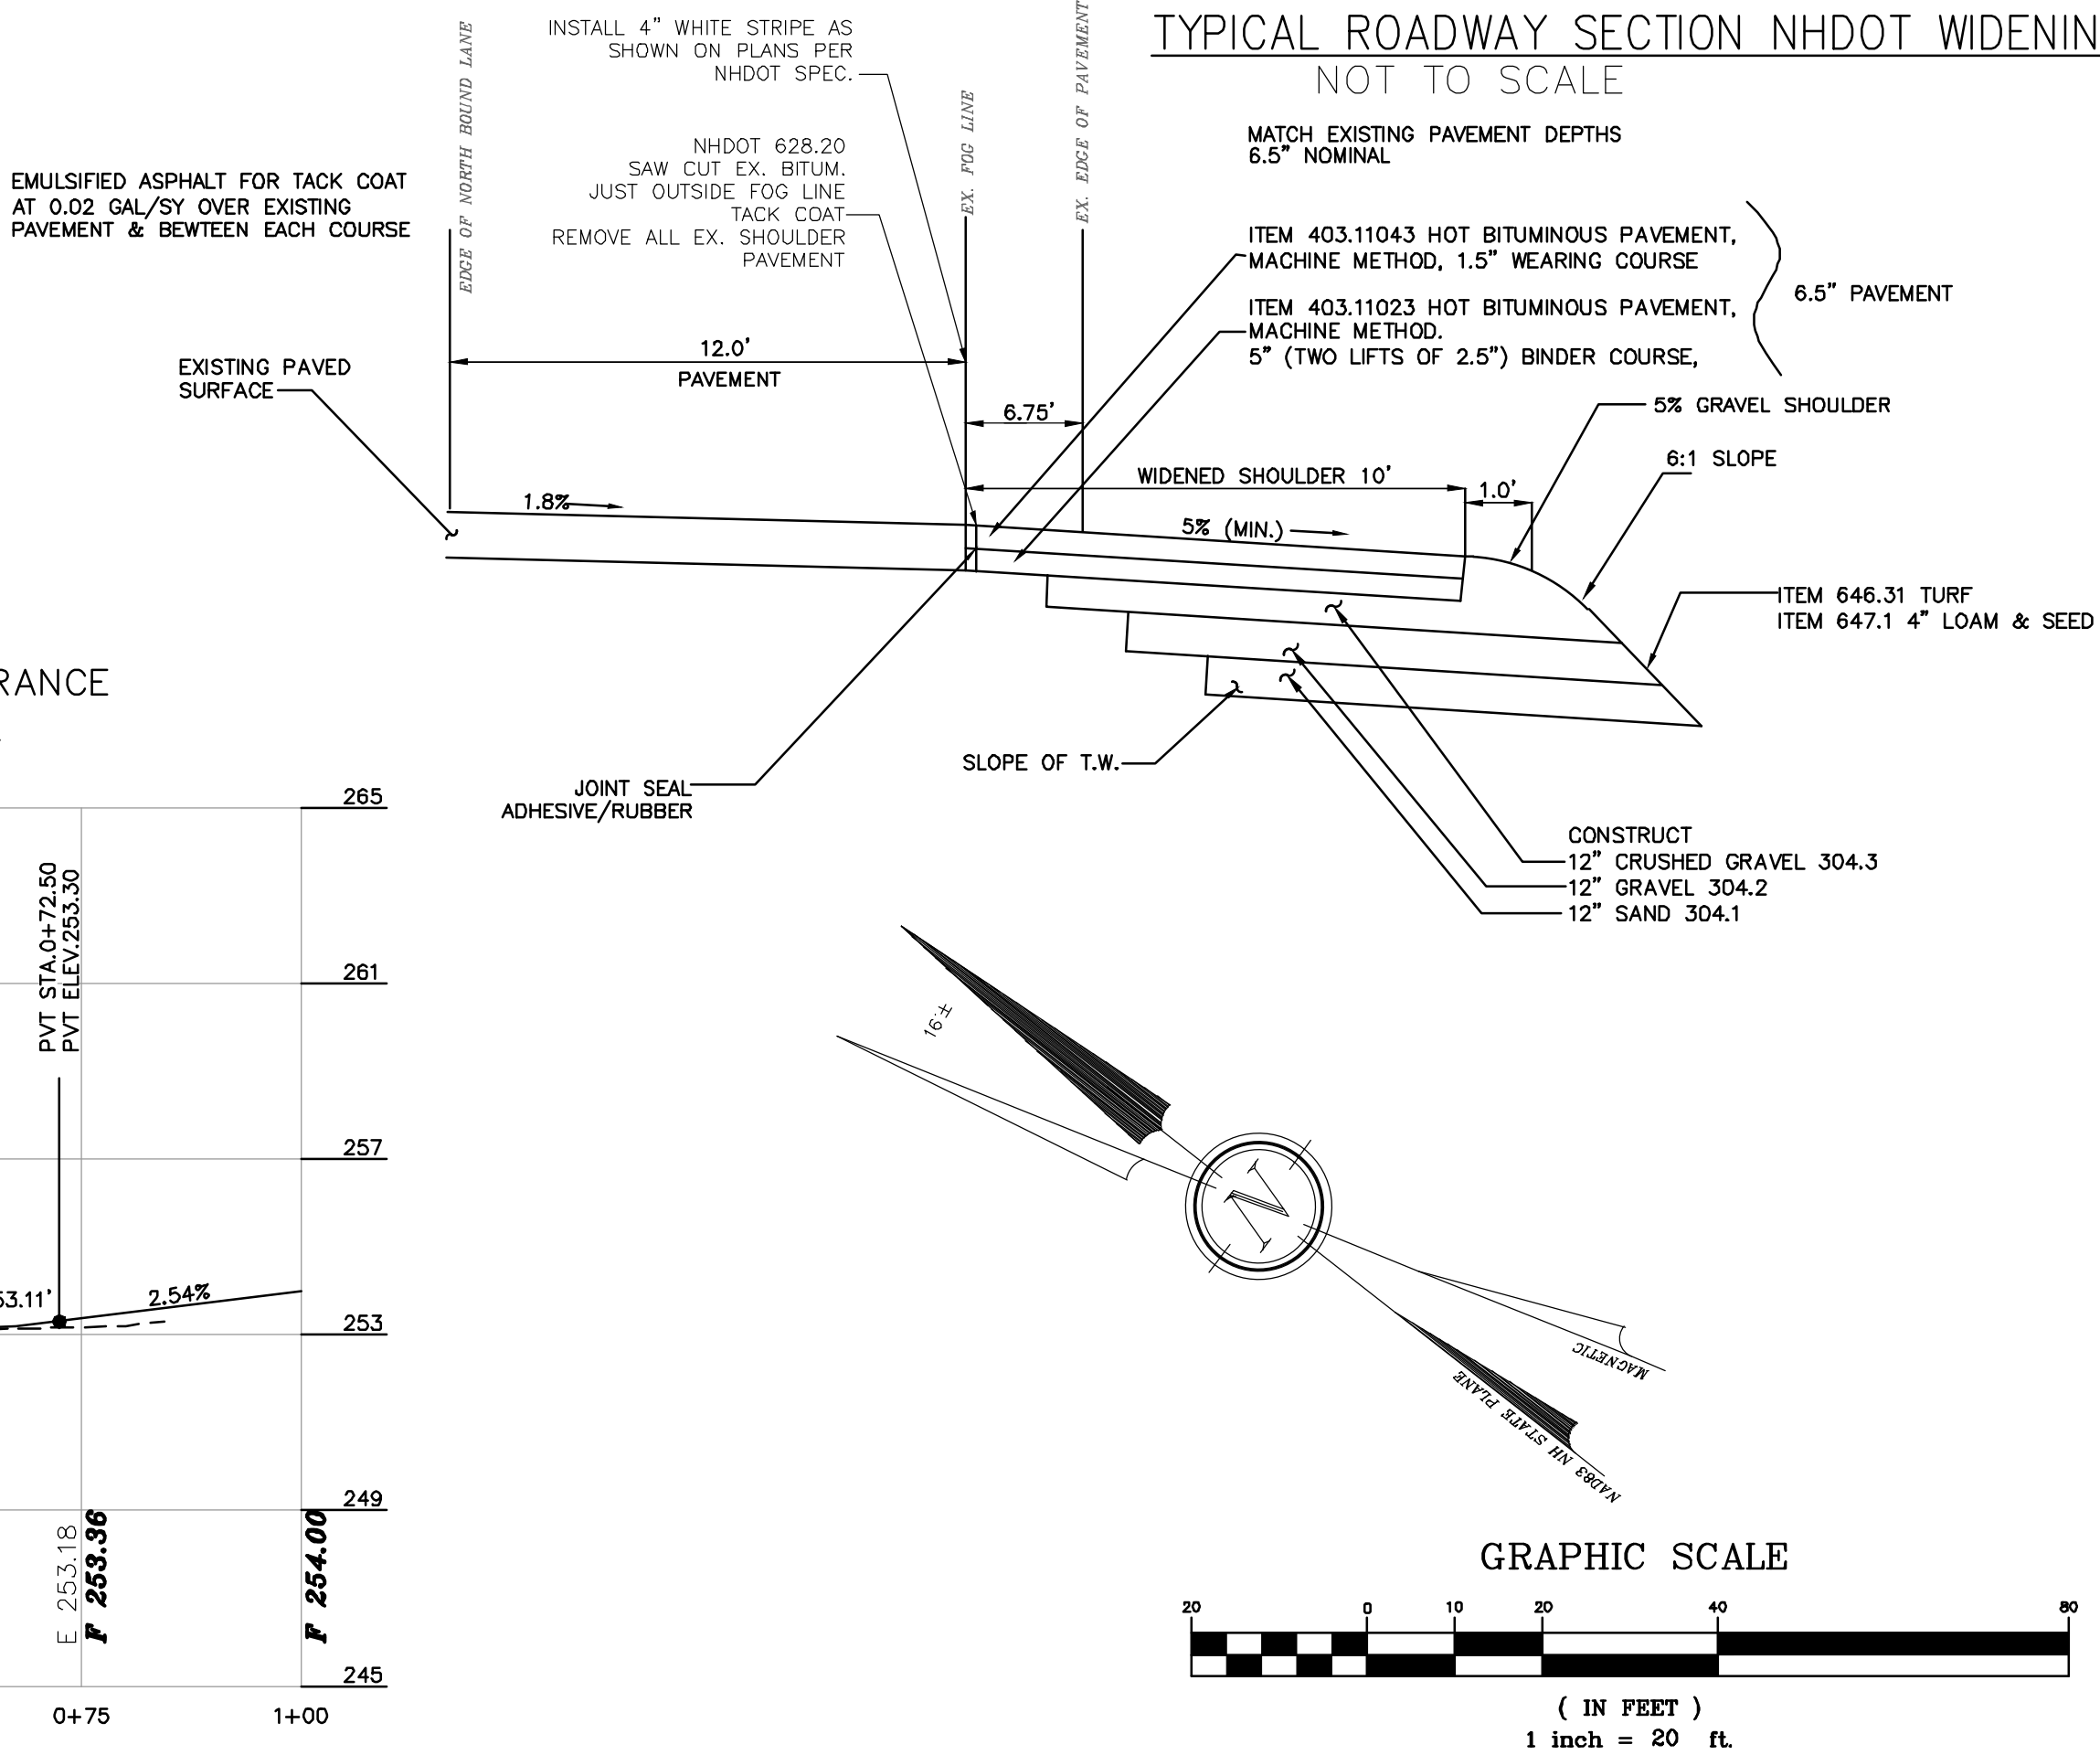 TYPICAL ROADWAY SECTION NHDOT WIDENIN
NOT TO SCALE
INSTALL 4" WHITE STRIPE AS
SHOWN ON PLANS PER
NHDOT SPEC.
EDGE OF NORTH BOUND LANE
EX. FOG LINE
EX. EDGE OF PAVEMENT
NHDOT 628.20
SAW CUT EX. BITUM.
JUST OUTSIDE FOG LINE
TACK COAT
REMOVE ALL EX. SHOULDER
PAVEMENT
EMULSIFIED ASPHALT FOR TACK COAT
AT 0.02 GAL/SY OVER EXISTING
PAVEMENT & BEWTEEN EACH COURSE
MATCH EXISTING PAVEMENT DEPTHS
6.5" NOMINAL
ITEM 403.11043 HOT BITUMINOUS PAVEMENT,
MACHINE METHOD, 1.5" WEARING COURSE
ITEM 403.11023 HOT BITUMINOUS PAVEMENT,
MACHINE METHOD.
5" (TWO LIFTS OF 2.5") BINDER COURSE,
6.5" PAVEMENT
EXISTING PAVED
SURFACE
12.0'
PAVEMENT
6.75'
5% GRAVEL SHOULDER
6:1 SLOPE
WIDENED SHOULDER 10'
1.0'
1.8%
5% (MIN.)
ITEM 646.31 TURF
ITEM 647.1 4" LOAM & SEED
SLOPE OF T.W.
JOINT SEAL
ADHESIVE/RUBBER
CONSTRUCT
12" CRUSHED GRAVEL 304.3
12" GRAVEL 304.2
12" SAND 304.1
RANCE
265
261
257
253
249
245
PVT STA.0+72.50
PVT ELEV.253.30
53.11'
2.54%
E 253.18
F 253.36
F 254.00
0+75
1+00
16.±
N
MAGNETIC
NAD83 NH STATE PLANE
GRAPHIC SCALE
20 0 10 20 40 80
( IN FEET )
1 inch = 20 ft.